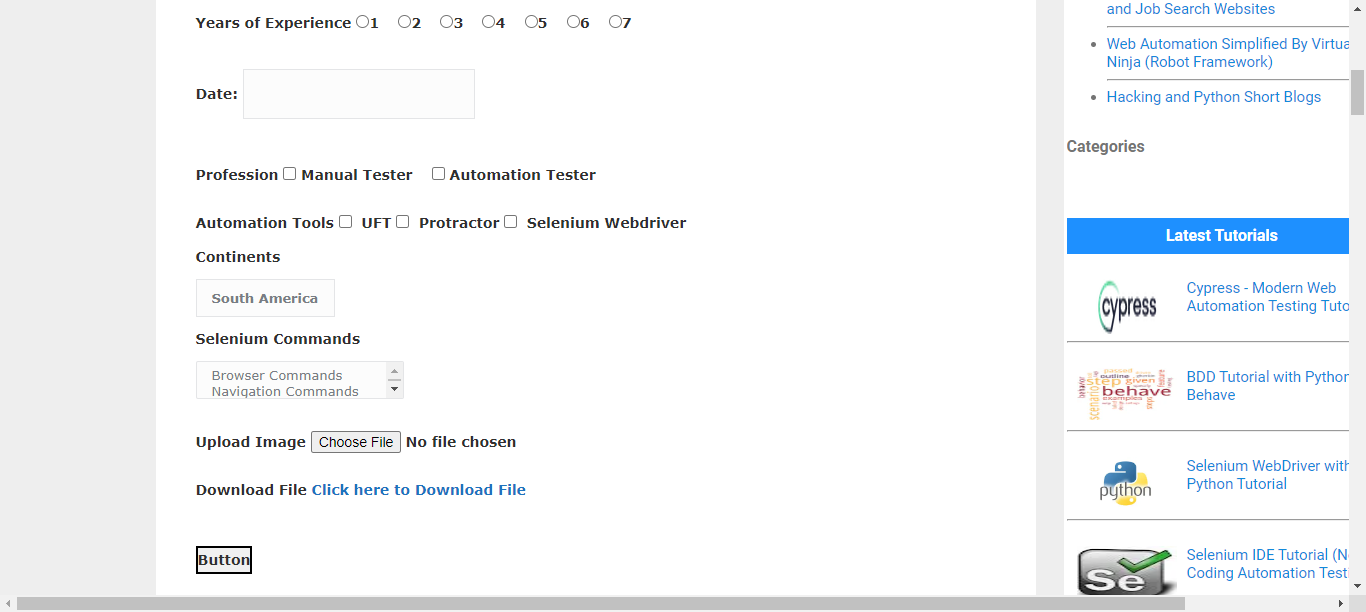 Years of Experience 1 2 3 4 5 6 7
Date:
Profession Manual Tester Automation Tester
Automation Tools UFT Protractor Selenium Webdriver
Continents
South America
Selenium Commands
Browser Commands
Navigation Commands
Upload Image Choose File No file chosen
Download File Click here to Download File
Button
and Job Search Websites
Web Automation Simplified By Virtua
Ninja (Robot Framework)
Hacking and Python Short Blogs
Categories
Latest Tutorials
cypress
Cypress - Modern Web
Automation Testing Tuto
behave
step given
outline
scenario
examples
BDD Tutorial with Python
Behave
python
Selenium WebDriver with
Python Tutorial
Se
Selenium IDE Tutorial (N
Coding Automation Testi